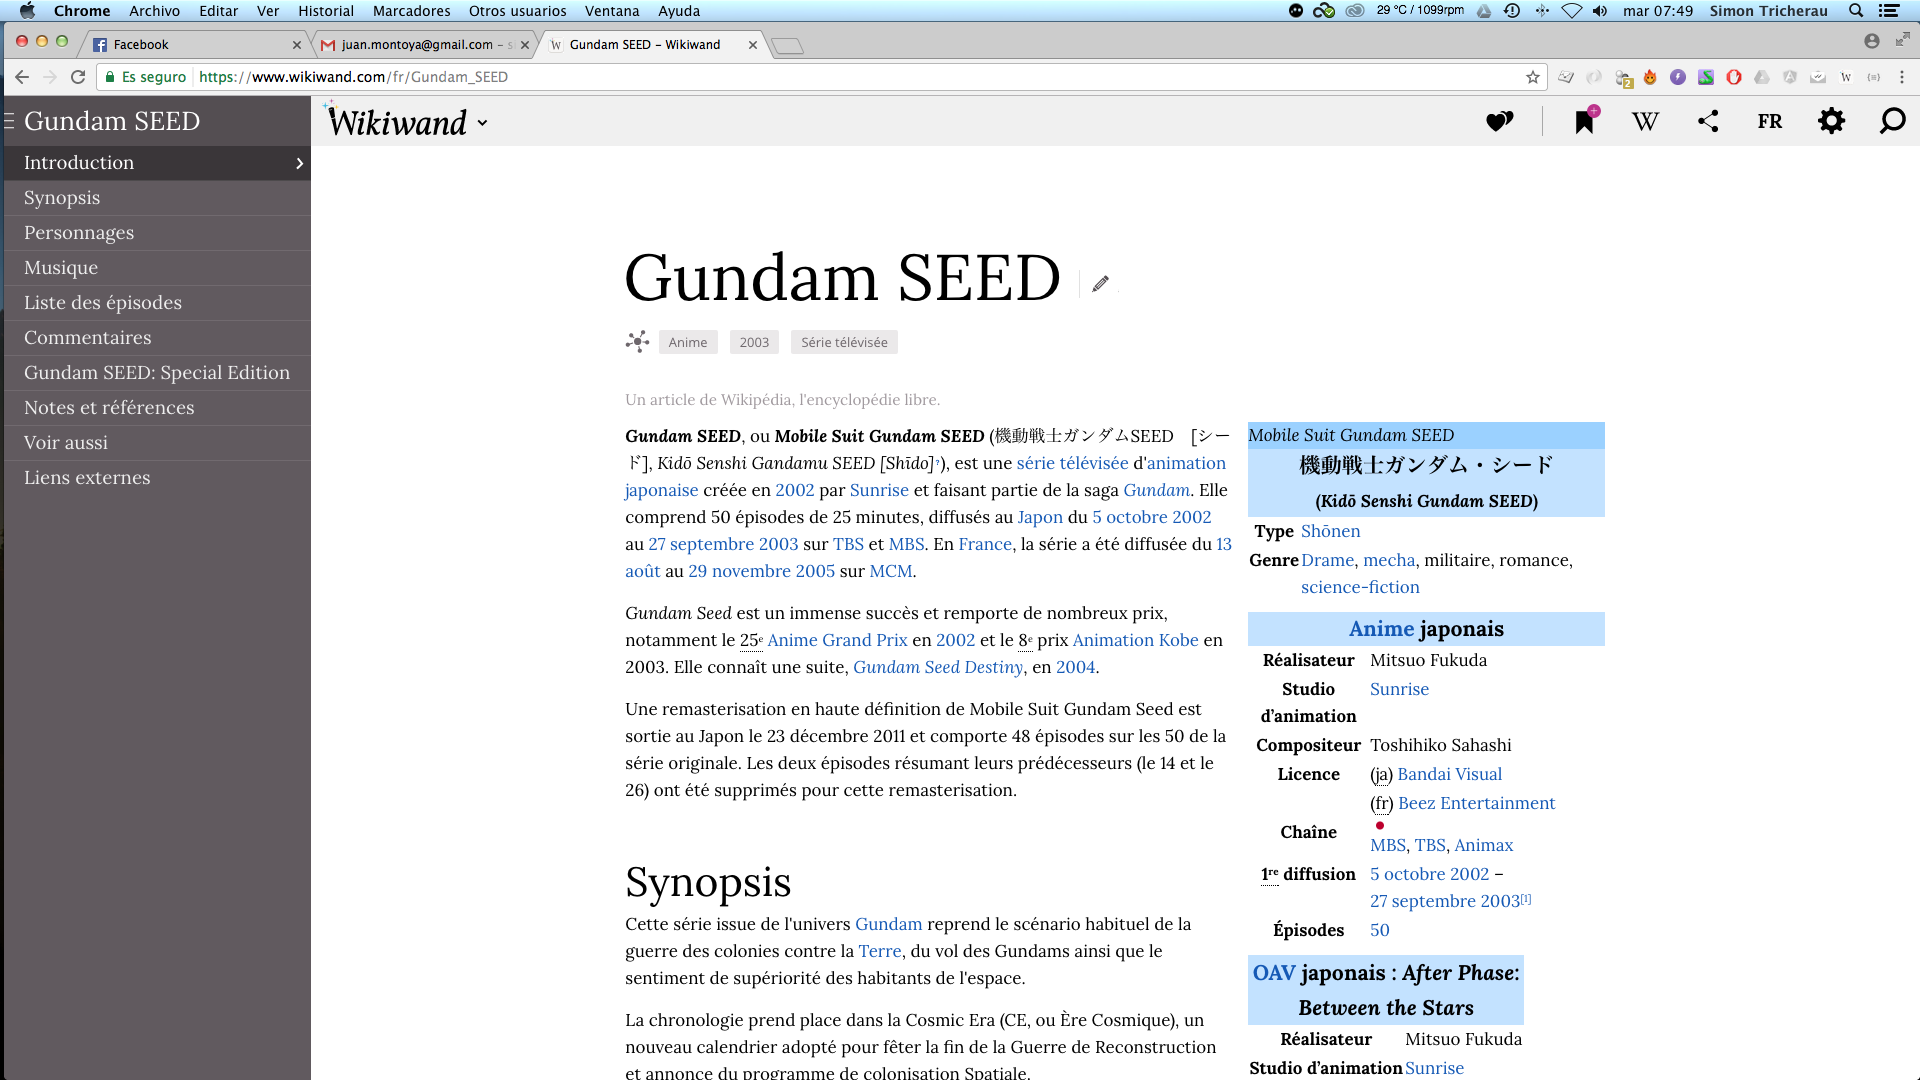 Chrome Archivo Editar Ver Historial Marcadores Otros usuarios Ventana Ayuda
29 °C / 1099rpm mar 07:49 Simon Tricherau
Facebook
juan.montoya@gmail.com –
Gundam SEED – Wikiwand
Es seguro https://www.wikiwand.com/fr/Gundam_SEED
2
Gundam SEED
Introduction
Synopsis
Personnages
Musique
Liste des épisodes
Commentaires
Gundam SEED: Special Edition
Notes et références
Voir aussi
Liens externes
Wikiwand
W
FR
Gundam SEED
Anime 2003 Série télévisée
Un article de Wikipédia, l'encyclopédie libre.
Gundam SEED, ou Mobile Suit Gundam SEED (機動戦士ガンダムSEED [シー
ド], Kidō Senshi Gandamu SEED [Shīdo]?), est une série télévisée d'animation
japonaise créée en 2002 par Sunrise et faisant partie de la saga Gundam. Elle
comprend 50 épisodes de 25 minutes, diffusés au Japon du 5 octobre 2002
au 27 septembre 2003 sur TBS et MBS. En France, la série a été diffusée du 13
août au 29 novembre 2005 sur MCM.
Gundam Seed est un immense succès et remporte de nombreux prix,
notamment le 25e Anime Grand Prix en 2002 et le 8e prix Animation Kobe en
2003. Elle connaît une suite, Gundam Seed Destiny, en 2004.
Une remasterisation en haute définition de Mobile Suit Gundam Seed est
sortie au Japon le 23 décembre 2011 et comporte 48 épisodes sur les 50 de la
série originale. Les deux épisodes résumant leurs prédécesseurs (le 14 et le
26) ont été supprimés pour cette remasterisation.
Synopsis
Cette série issue de l'univers Gundam reprend le scénario habituel de la
guerre des colonies contre la Terre, du vol des Gundams ainsi que le
sentiment de supériorité des habitants de l'espace.
La chronologie prend place dans la Cosmic Era (CE, ou Ère Cosmique), un
nouveau calendrier adopté pour fêter la fin de la Guerre de Reconstruction
et annonce du programme de colonisation Spatiale.
Mobile Suit Gundam SEED
機動戦士ガンダム・シード
(Kidō Senshi Gundam SEED)
Type Shōnen
Genre Drame, mecha, militaire, romance,
science-fiction
Anime japonais
Réalisateur Mitsuo Fukuda
Studio Sunrise
d’animation
Compositeur Toshihiko Sahashi
Licence (ja) Bandai Visual
(fr) Beez Entertainment
Chaîne
MBS, TBS, Animax
1re diffusion 5 octobre 2002 –
27 septembre 2003[1]
Épisodes 50
OAV japonais : After Phase:
Between the Stars
Réalisateur Mitsuo Fukuda
Studio d’animation Sunrise